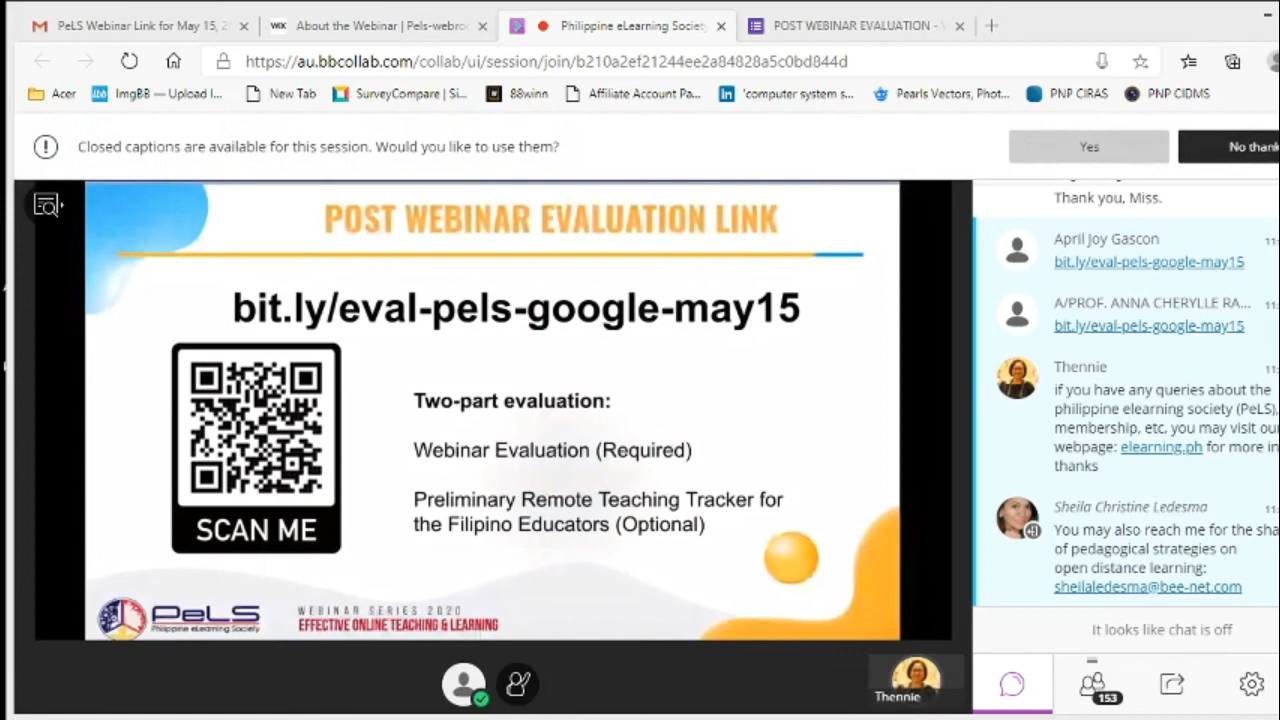 PeLS Webinar Link for May 15, 2
WiX About the Webinar | Pels-webro
Philippine eLearning Society
POST WEBINAR EVALUATION -
https://au.bbcollab.com/collab/ui/session/join/b210a2ef21244ee2a84828a5c0bd844d
Acer
ImgBB — Upload I...
New Tab
SurveyCompare | Si...
88winn
Affiliate Account Pa...
'computer system s...
Pearls Vectors, Phot...
PNP CIRAS
PNP CIDMS
Closed captions are available for this session. Would you like to use them?
Yes
No thank
POST WEBINAR EVALUATION LINK
bit.ly/eval-pels-google-may15
SCAN ME
Two-part evaluation:
Webinar Evaluation (Required)
Preliminary Remote Teaching Tracker for
the Filipino Educators (Optional)
PeLS
Philippine eLearning Society
WEBINAR SERIES 2020
EFFECTIVE ONLINE TEACHING & LEARNING
Thennie
Thank you, Miss.
April Joy Gascon
11:
bit.ly/eval-pels-google-may15
A/PROF. ANNA CHERYLLE RA...
11:
bit.ly/eval-pels-google-may15
Thennie
11:
if you have any queries about the
philippine elearning society (PeLS),
membership, etc, you may visit our
webpage: elearning.ph for more in
thanks
Sheila Christine Ledesma
11:
You may also reach me for the sha
of pedagogical strategies on
open distance learning:
sheilaledesma@bee-net.com
It looks like chat is off
153